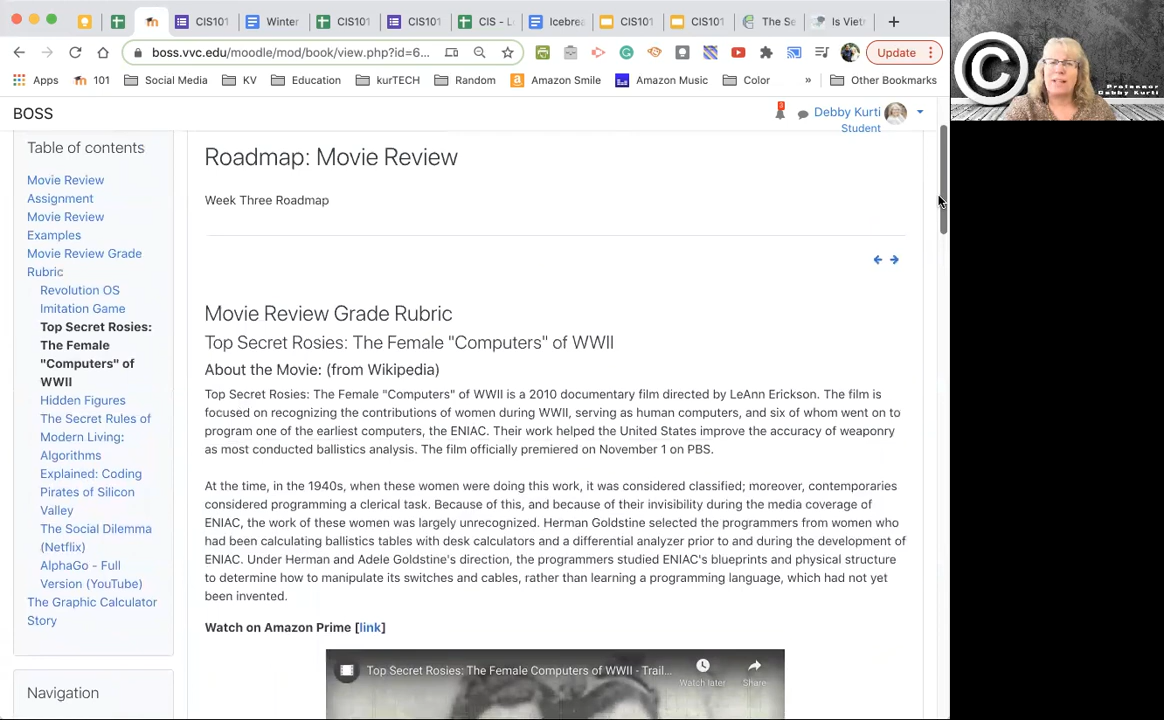 CIS101
Winter
CIS101
CIS101
CIS - L
Icebrea
CIS101
CIS101
The Se
Is Vietr
boss.vvc.edu/moodle/mod/book/view.php?id=6...
Update
Apps
101
Social Media
KV
Education
kurTECH
Random
Amazon Smile
Amazon Music
Color
»
Other Bookmarks
Professor
Debby Kurti
BOSS
Debby Kurti
Student
Table of contents
Movie Review
Assignment
Movie Review
Examples
Movie Review Grade
Rubric
Revolution OS
Imitation Game
Top Secret Rosies:
The Female
"Computers" of
WWII
Hidden Figures
The Secret Rules of
Modern Living:
Algorithms
Explained: Coding
Pirates of Silicon
Valley
The Social Dilemma
(Netflix)
AlphaGo - Full
Version (YouTube)
The Graphic Calculator
Story
Navigation
Roadmap: Movie Review
Week Three Roadmap
Movie Review Grade Rubric
Top Secret Rosies: The Female "Computers" of WWII
About the Movie: (from Wikipedia)
Top Secret Rosies: The Female "Computers" of WWII is a 2010 documentary film directed by LeAnn Erickson. The film is
focused on recognizing the contributions of women during WWII, serving as human computers, and six of whom went on to
program one of the earliest computers, the ENIAC. Their work helped the United States improve the accuracy of weaponry
as most conducted ballistics analysis. The film officially premiered on November 1 on PBS.
At the time, in the 1940s, when these women were doing this work, it was considered classified; moreover, contemporaries
considered programming a clerical task. Because of this, and because of their invisibility during the media coverage of
ENIAC, the work of these women was largely unrecognized. Herman Goldstine selected the programmers from women who
had been calculating ballistics tables with desk calculators and a differential analyzer prior to and during the development of
ENIAC. Under Herman and Adele Goldstine's direction, the programmers studied ENIAC's blueprints and physical structure
to determine how to manipulate its switches and cables, rather than learning a programming language, which had not yet
been invented.
Watch on Amazon Prime [link]
Top Secret Rosies: The Female Computers of WWII - Trail...
Watch later
Share